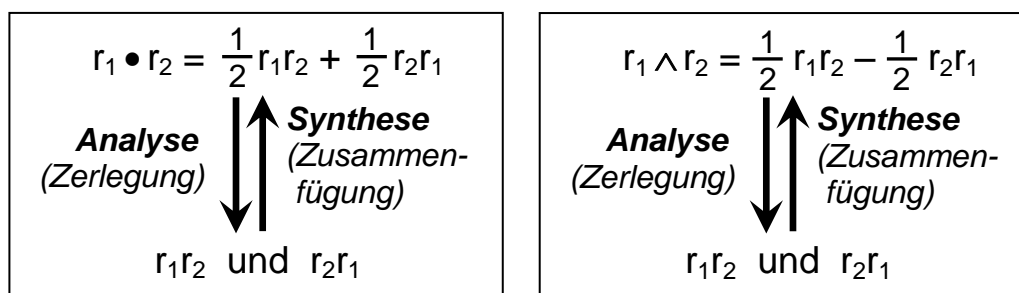 r₁ • r₂ = 1/2 r₁r₂ + 1/2 r₂r₁
Analyse
(Zerlegung)
Synthese
(Zusammen-
fügung)
r₁r₂ und r₂r₁
r₁ ∧ r₂ = 1/2 r₁r₂ – 1/2 r₂r₁
Analyse
(Zerlegung)
Synthese
(Zusammen-
fügung)
r₁r₂ und r₂r₁